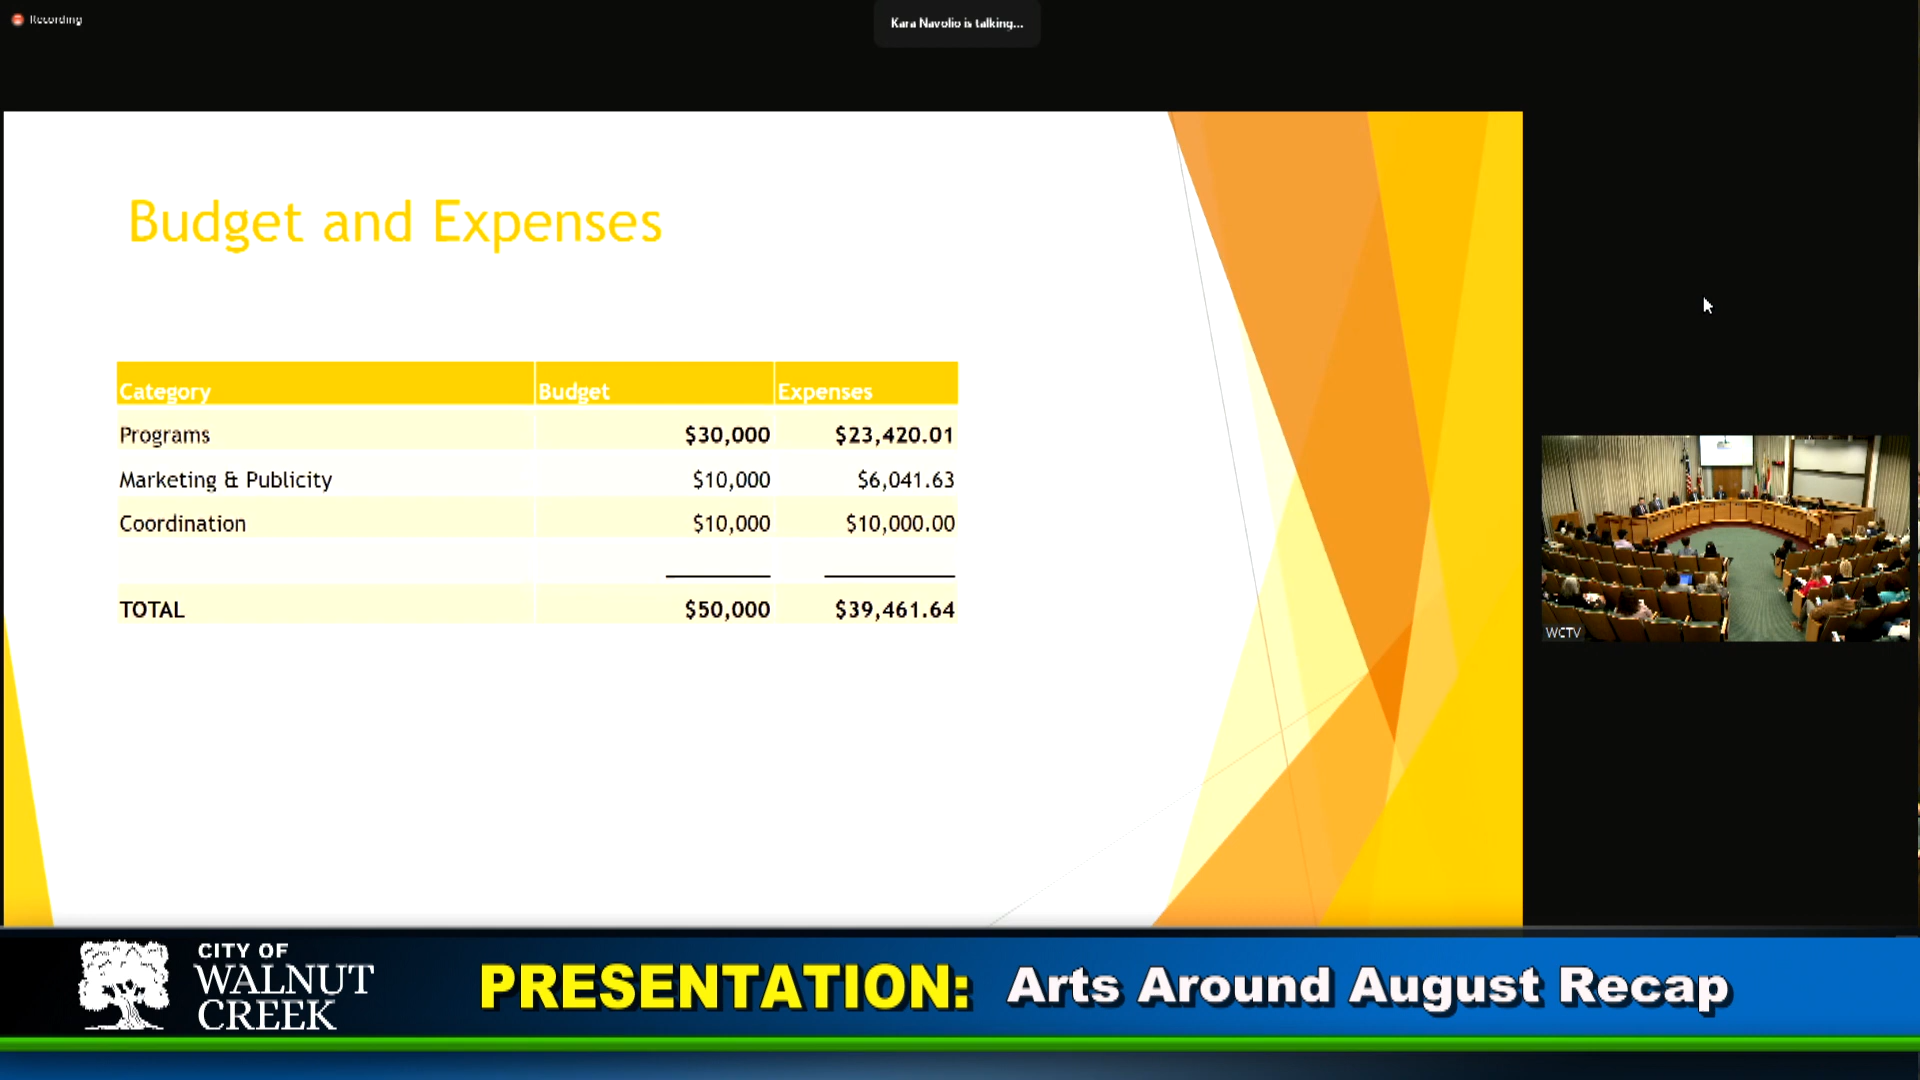 Recording
Kara Navolio is talking...
Budget and Expenses
Category Budget Expenses
Programs $30,000 $23,420.01
Marketing & Publicity $10,000 $6,041.63
Coordination $10,000 $10,000.00
TOTAL $50,000 $39,461.64
WCTV
CITY OF
WALNUT
CREEK
PRESENTATION: Arts Around August Recap